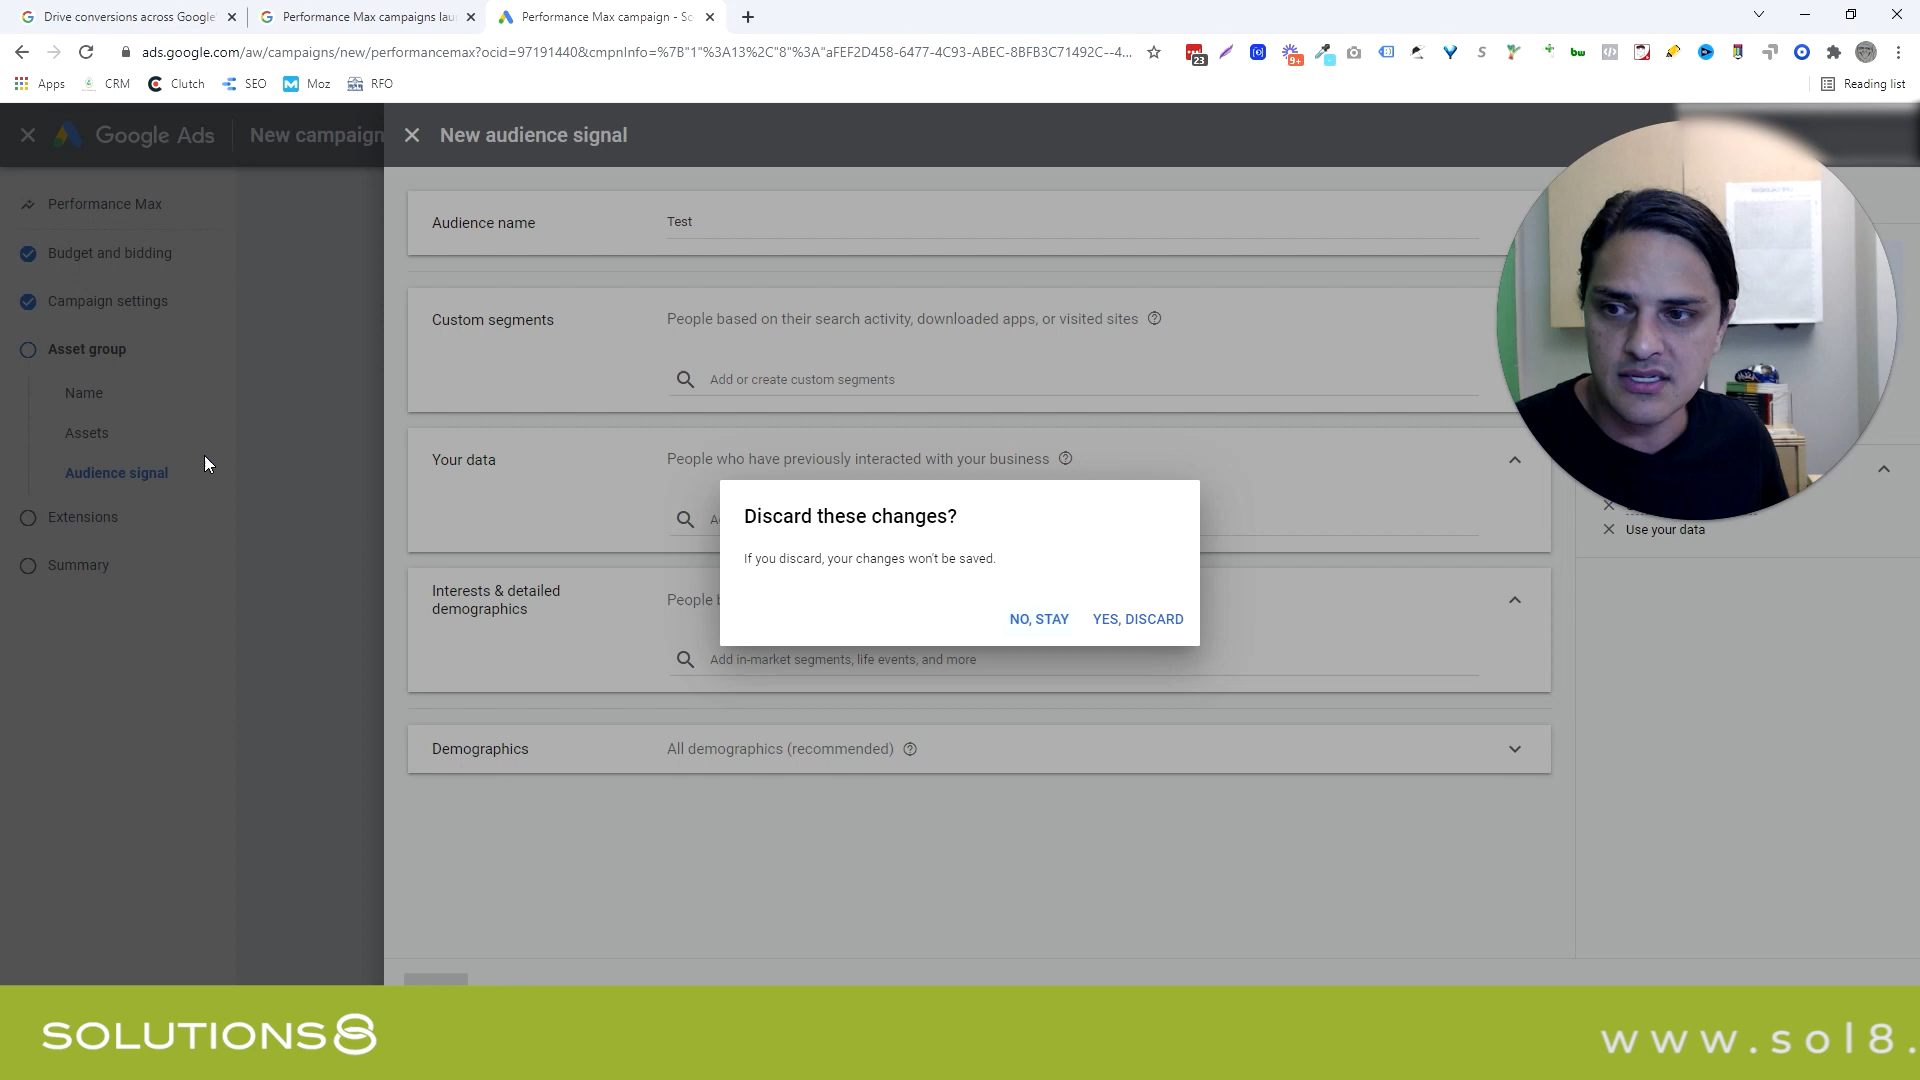 Drive conversions across Google'
Performance Max campaigns lau
Performance Max campaign - So
ads.google.com/aw/campaigns/new/performancemax?ocid=97191440&cmpnInfo=%7B"1"%3A13%2C"8"%3A"aFEF2D458-6477-4C93-ABEC-8BFB3C71492C--4...
23
9+
Apps
CRM
Clutch
SEO
Moz
RFO
Reading list
Google Ads
New campaign
New audience signal
Performance Max
Budget and bidding
Campaign settings
Asset group
Name
Assets
Audience signal
Extensions
Summary
Audience name
Test
Custom segments
People based on their search activity, downloaded apps, or visited sites
Add or create custom segments
Your data
People who have previously interacted with your business
Use your data
Discard these changes?
If you discard, your changes won't be saved.
NO, STAY
YES, DISCARD
Interests & detailed
demographics
People b
Add in-market segments, life events, and more
Demographics
All demographics (recommended)
SOLUTIONS8
www.sol8.